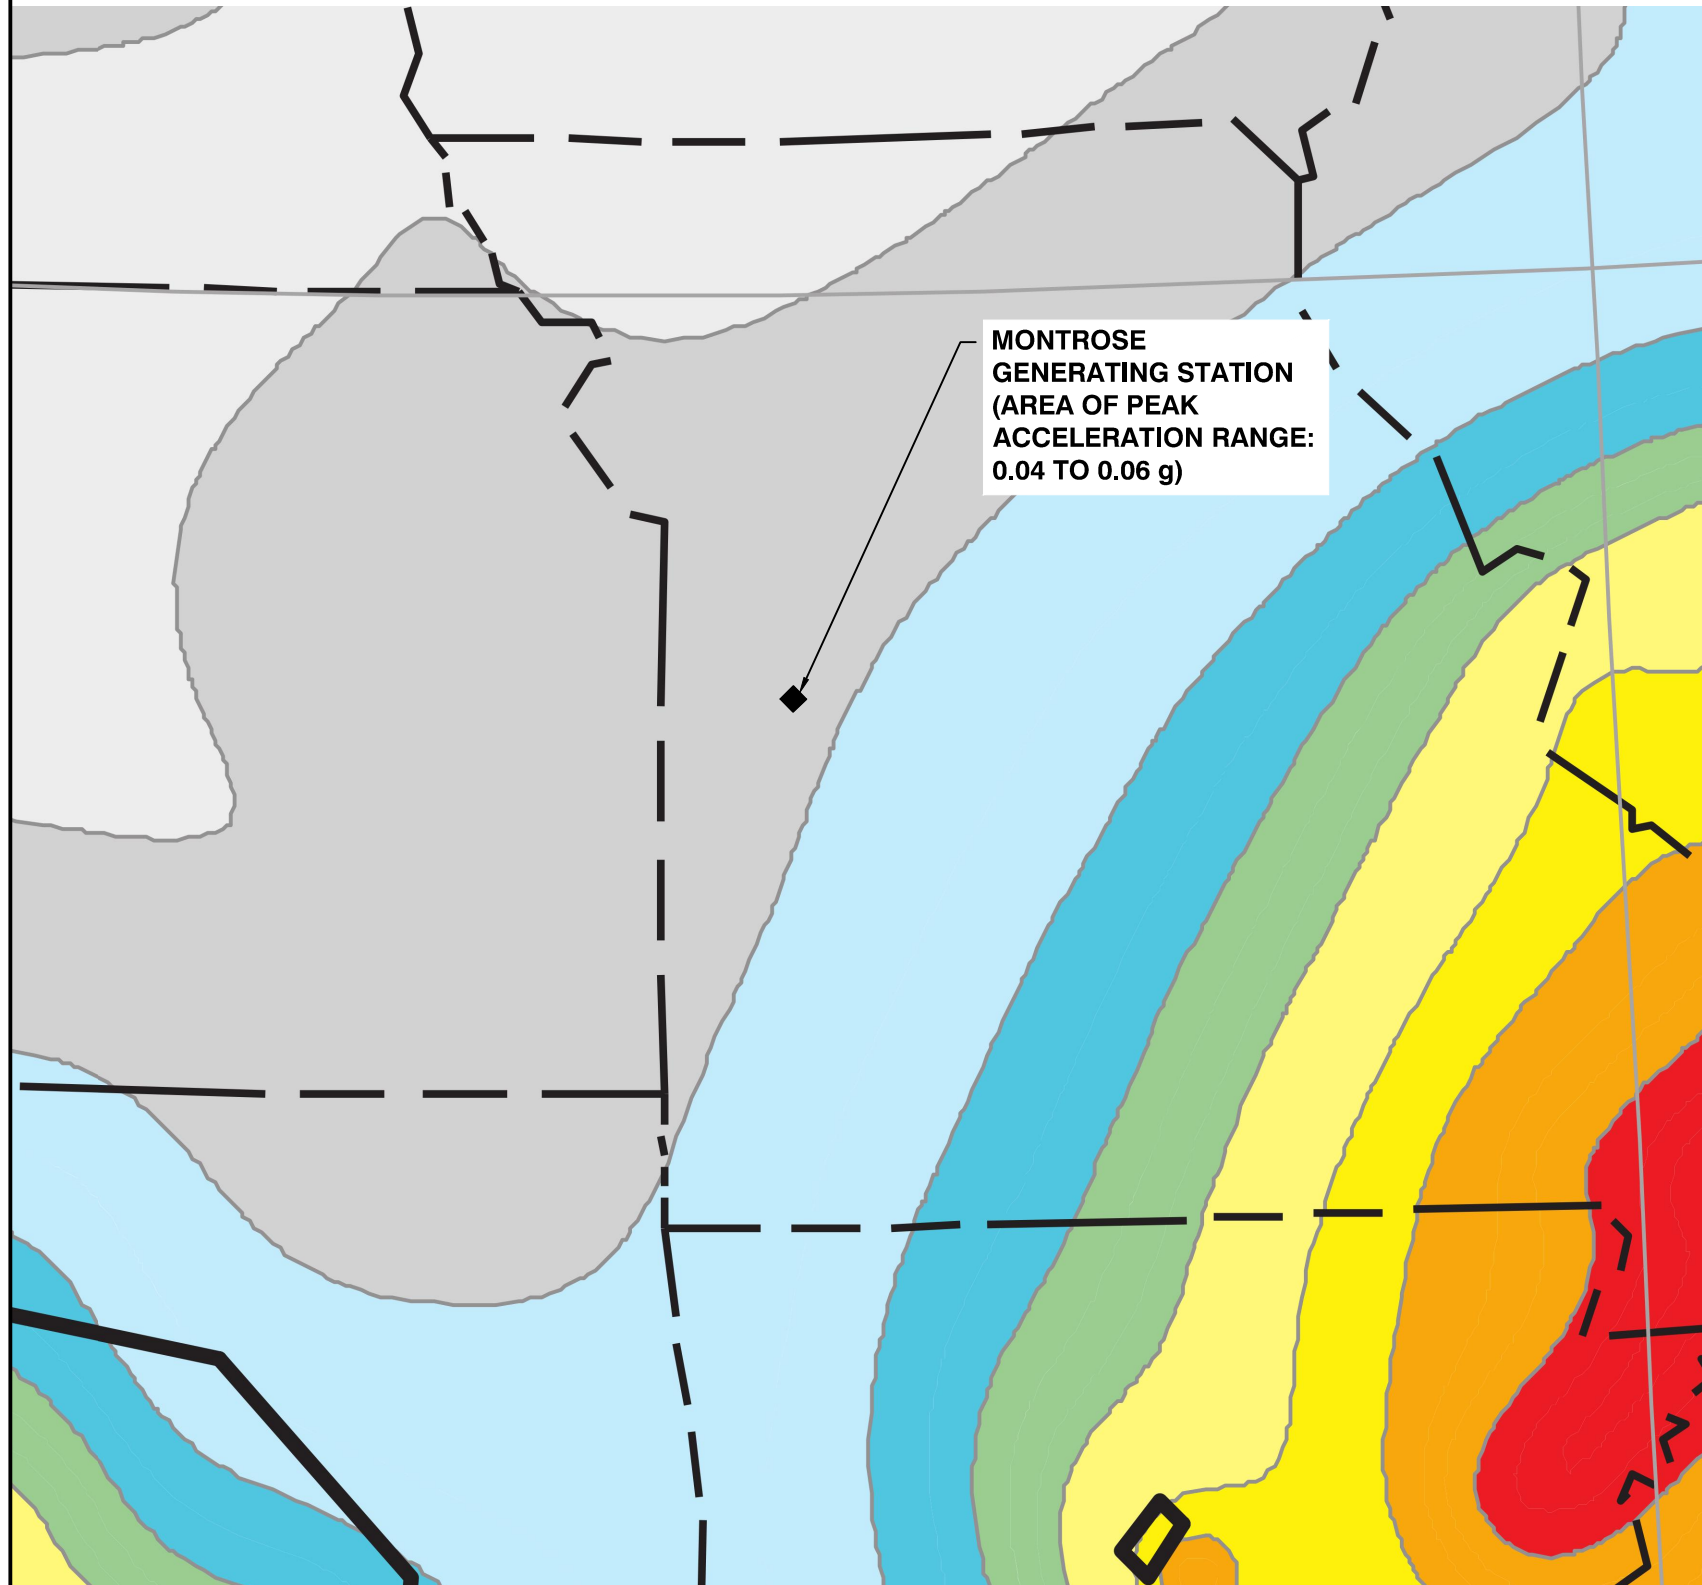 MONTROSE
GENERATING STATION
(AREA OF PEAK
ACCELERATION RANGE:
0.04 TO 0.06 g)